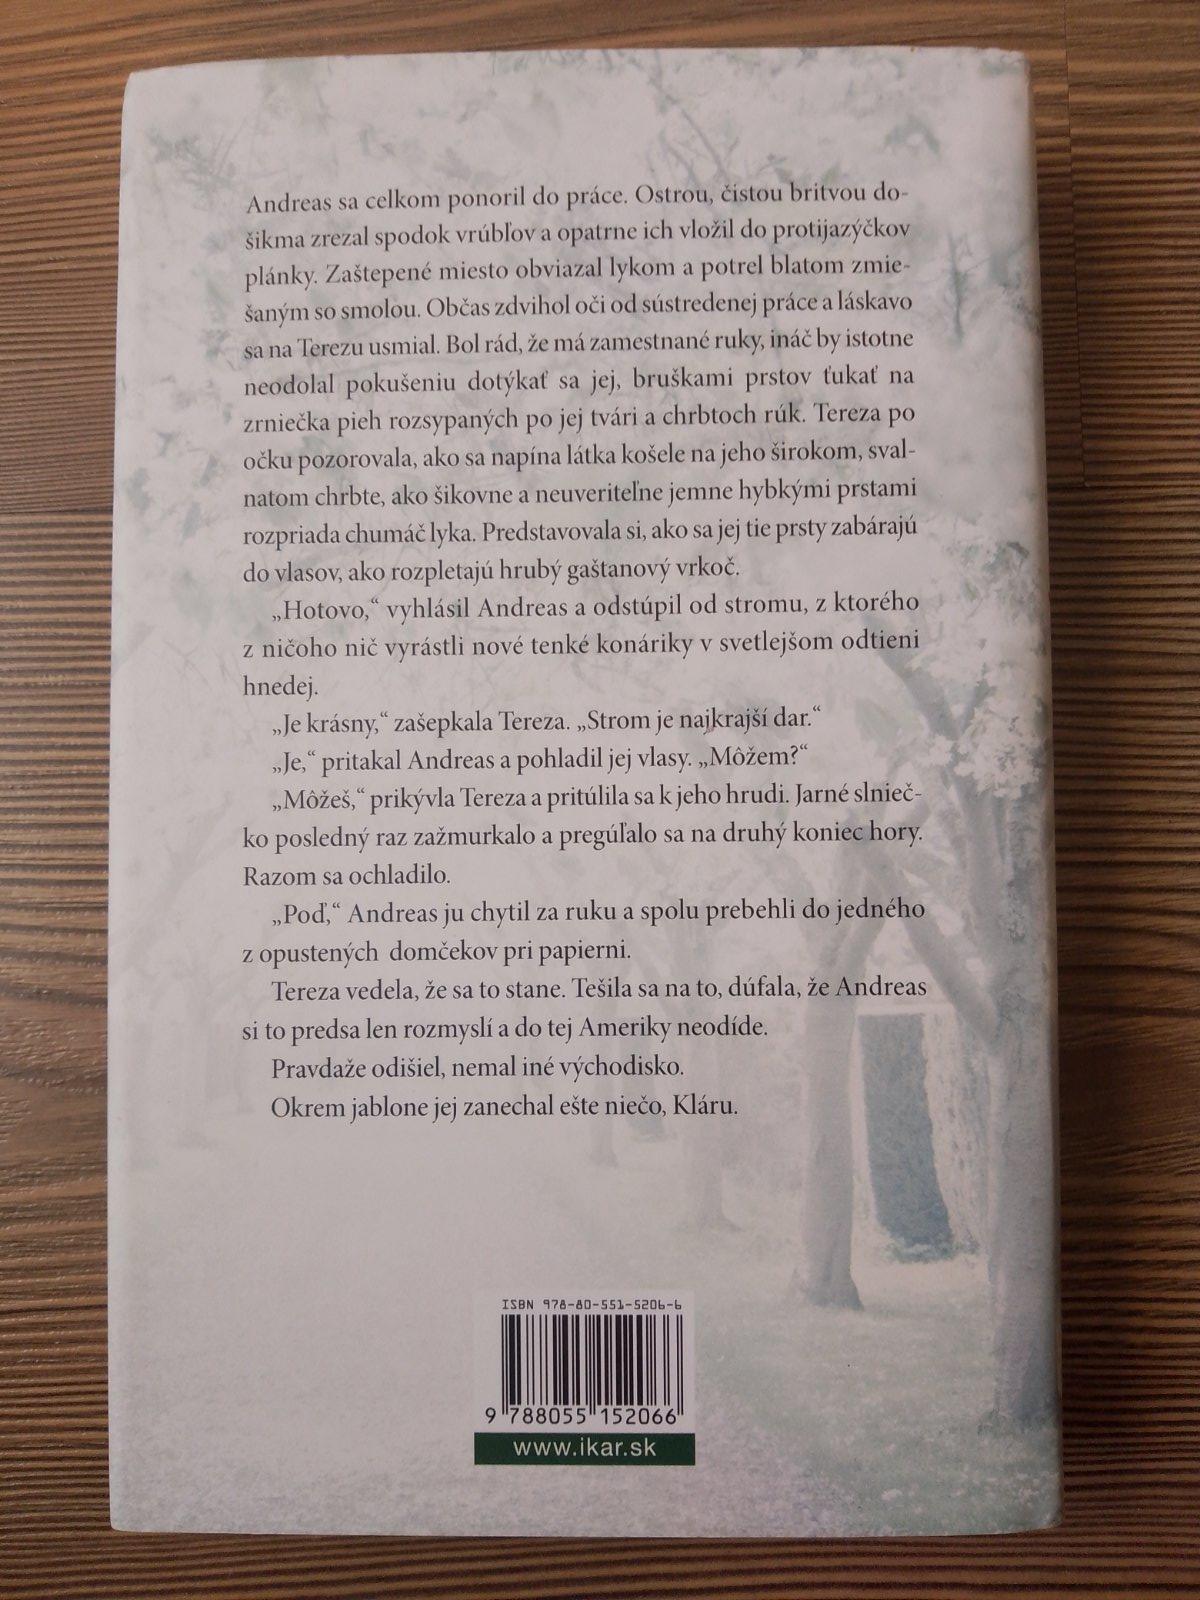 Andreas sa celkom ponoril do práce. Ostrou, čistou britvou do-
šikma zrezal spodok vrúbľov a opatrne ich vložil do protijazýčkov
plánky. Zaštepené miesto obviazal lykom a potrel blatom zmie-
šaným so smolou. Občas zdvihol oči od sústredenej práce a láskavo
sa na Terezu usmial. Bol rád, že má zamestnané ruky, ináč by istotne
neodolal pokušeniu dotýkať sa jej, bruškami prstov ťukať na
zrniečka pieh rozsypaných po jej tvári a chrbtoch rúk. Tereza po
očku pozorovala, ako sa napína látka košele na jeho širokom, sval-
natom chrbte, ako šikovne a neuveriteľne jemne hybkými prstami
rozpriada chumáč lyka. Predstavovala si, ako sa jej tie prsty zabárajú
do vlasov, ako rozpletajú hrubý gaštanový vrkoč.
„Hotovo,“ vyhlásil Andreas a odstúpil od stromu, z ktorého
z ničoho nič vyrástli nové tenké konáriky v svetlejšom odtieni
hnedej.
„Je krásny,“ zašepkala Tereza. „Strom je najkrajší dar.“
„Je,“ pritakal Andreas a pohladil jej vlasy. „Môžem?“
„Môžeš,“ prikývla Tereza a pritúlila sa k jeho hrudi. Jarné slnieč-
ko posledný raz zažmurkalo a pregúľalo sa na druhý koniec hory.
Razom sa ochladilo.
„Poď,“ Andreas ju chytil za ruku a spolu prebehli do jedného
z opustených domčekov pri papierni.
Tereza vedela, že sa to stane. Tešila sa na to, dúfala, že Andreas
si to predsa len rozmyslí a do tej Ameriky neodíde.
Pravdaže odišiel, nemal iné východisko.
Okrem jablone jej zanechal ešte niečo, Kláru.
ISBN 978-80-551-5206-6
9 788055 152066
www.ikar.sk